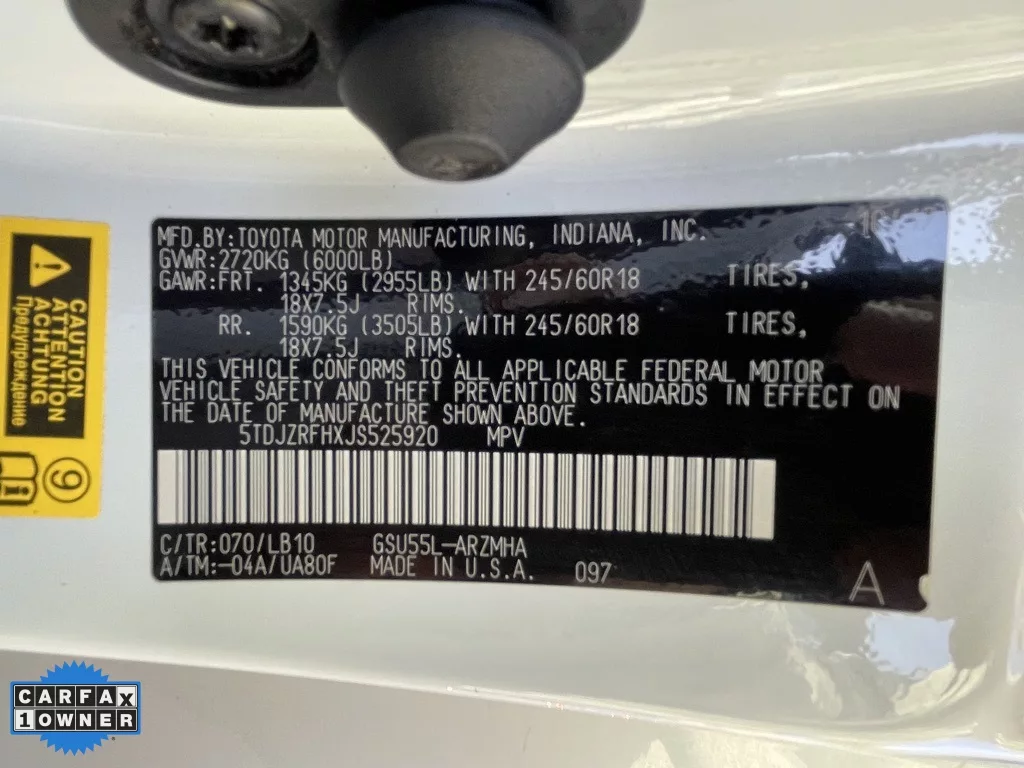 MFD.BY:TOYOTA MOTOR MANUFACTURING, INDIANA, INC.
GVWR:2720KG (6000LB)
GAWR:FRT. 1345KG (2955LB) WITH 245/60R18 TIRES,
18X7.5J RIMS.
RR. 1590KG (3505LB) WITH 245/60R18 TIRES,
18X7.5J RIMS.
THIS VEHICLE CONFORMS TO ALL APPLICABLE FEDERAL MOTOR
VEHICLE SAFETY AND THEFT PREVENTION STANDARDS IN EFFECT ON
THE DATE OF MANUFACTURE SHOWN ABOVE.
5TDJZRFHXJS525920 MPV
C/TR:070/LB10 GSU55L-ARZMHA
A/TM:-04A/UA80F MADE IN U.S.A. 097
A
CAUTION
ATTENTION
ACHTUNG
Предупреждение
9
CARFAX
1 OWNER